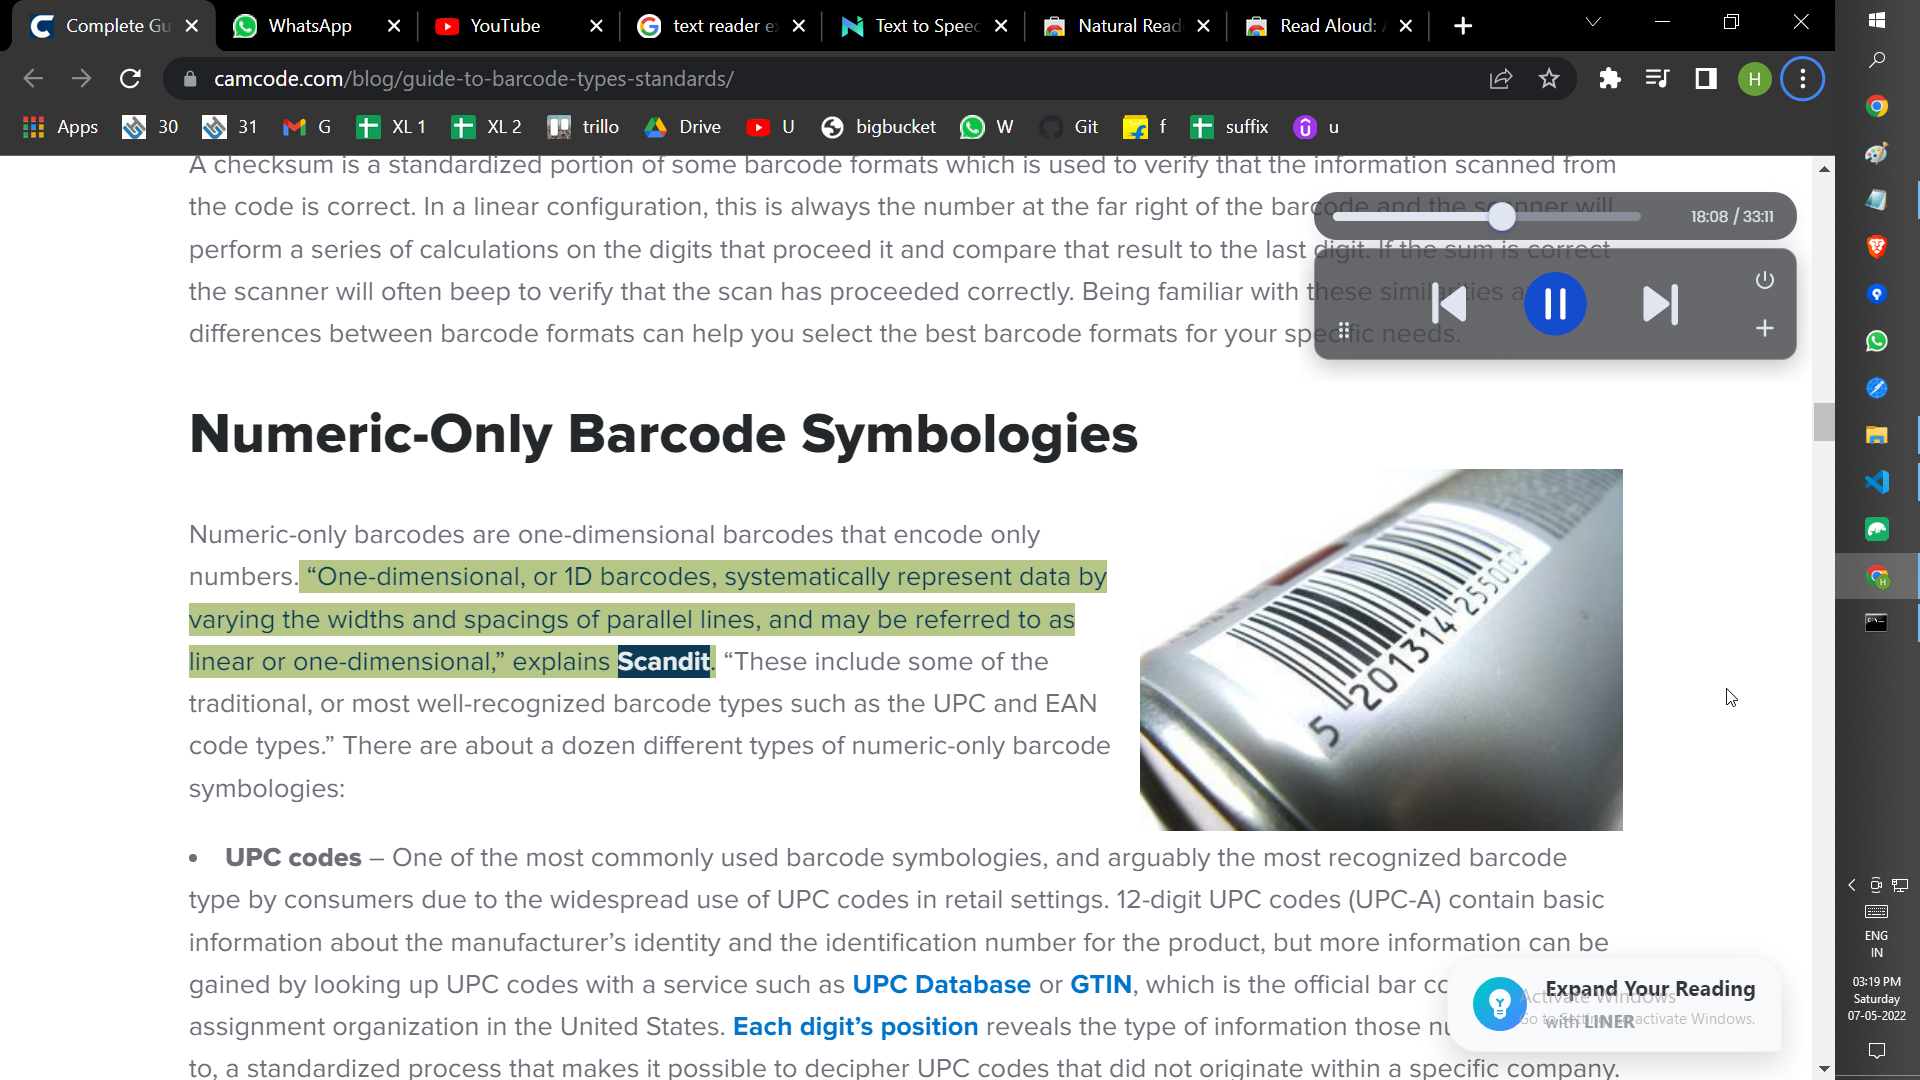 Complete Gu
WhatsApp
YouTube
text reader e
Text to Speec
Natural Read
Read Aloud:
camcode.com/blog/guide-to-barcode-types-standards/
H
Apps 30 31 G XL 1 XL 2 trillo Drive U bigbucket W Git f suffix u
A checksum is a standardized portion of some barcode formats which is used to verify that the information scanned from
the code is correct. In a linear configuration, this is always the number at the far right of the barcode and the scanner will
perform a series of calculations on the digits that proceed it and compare that result to the last digit. If the sum is correct
the scanner will often beep to verify that the scan has proceeded correctly. Being familiar with these similarities a
differences between barcode formats can help you select the best barcode formats for your specific needs.
18:08 / 33:11
Numeric-Only Barcode Symbologies
Numeric-only barcodes are one-dimensional barcodes that encode only
numbers. “One-dimensional, or 1D barcodes, systematically represent data by
varying the widths and spacings of parallel lines, and may be referred to as
linear or one-dimensional,” explains Scandit. “These include some of the
traditional, or most well-recognized barcode types such as the UPC and EAN
code types.” There are about a dozen different types of numeric-only barcode
symbologies:
5 201314 255000
• UPC codes – One of the most commonly used barcode symbologies, and arguably the most recognized barcode
type by consumers due to the widespread use of UPC codes in retail settings. 12-digit UPC codes (UPC-A) contain basic
information about the manufacturer’s identity and the identification number for the product, but more information can be
gained by looking up UPC codes with a service such as UPC Database or GTIN, which is the official bar co
assignment organization in the United States. Each digit’s position reveals the type of information those nu
to, a standardized process that makes it possible to decipher UPC codes that did not originate within a specific company.
Expand Your Reading
with LINER
Activate Windows
Go to Settings to activate Windows.
ENG
IN
03:19 PM
Saturday
07-05-2022